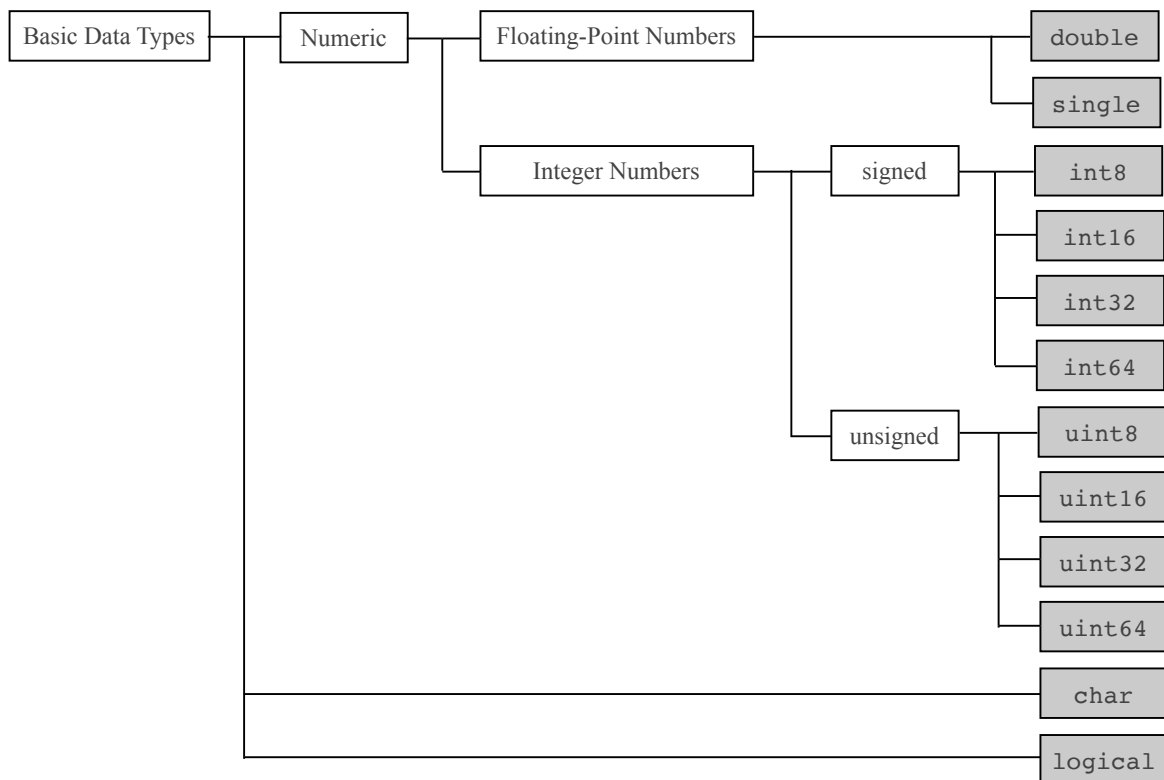 Basic Data Types
Numeric
Floating-Point Numbers
double
single
Integer Numbers
signed
int8
int16
int32
int64
unsigned
uint8
uint16
uint32
uint64
char
logical